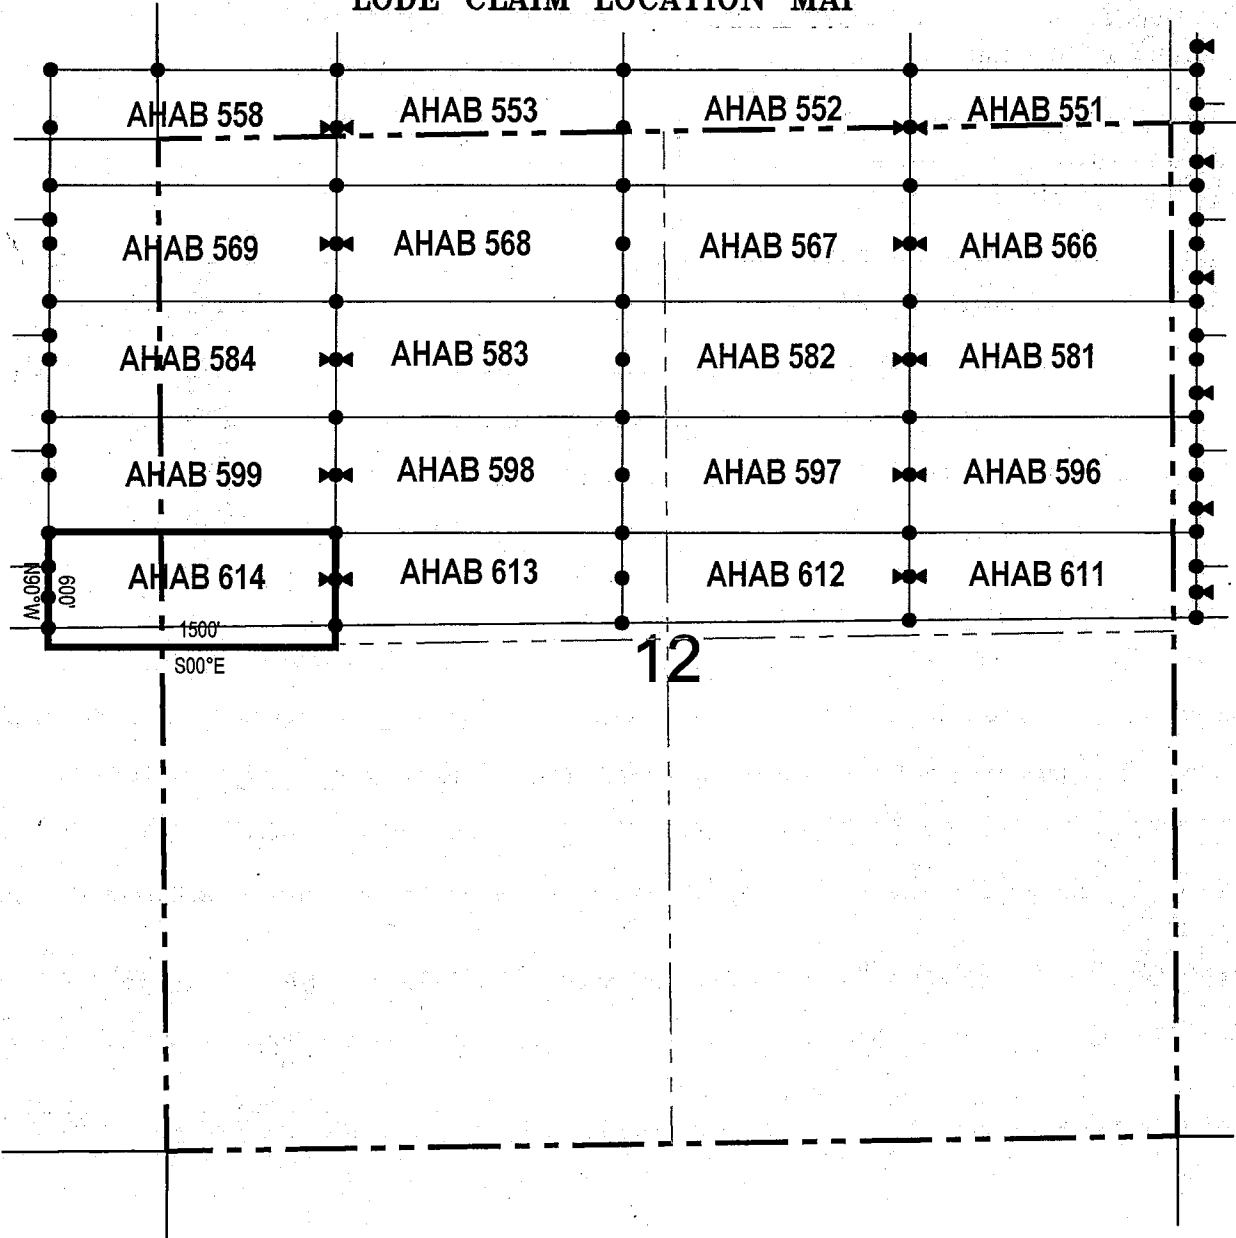 LODE CLAIM LOCATION MAP
AHAB 558 AHAB 553 AHAB 552 AHAB 551
AHAB 569 AHAB 568 AHAB 567 AHAB 566
AHAB 584 AHAB 583 AHAB 582 AHAB 581
AHAB 599 AHAB 598 AHAB 597 AHAB 596
AHAB 614 AHAB 613 AHAB 612 AHAB 611
N90°W
600'
1500'
S00°E
12